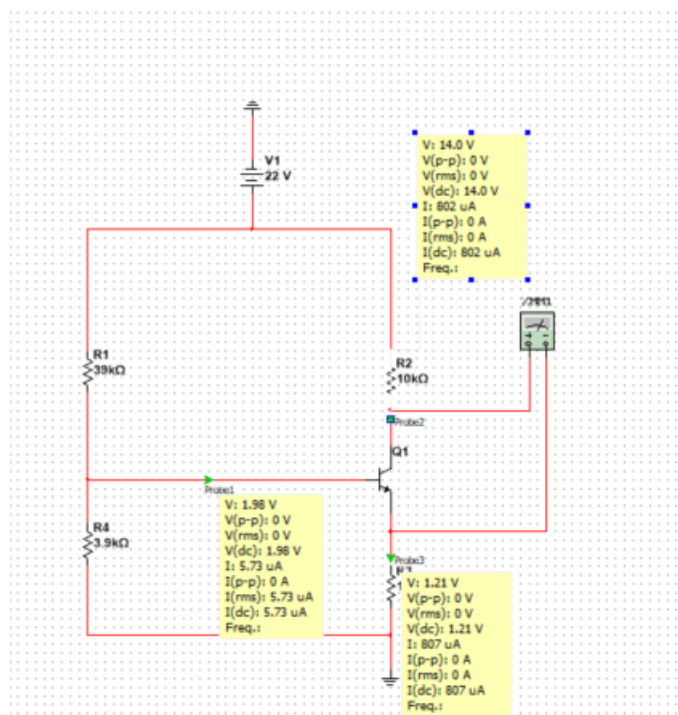 V1
22 V
V: 14.0 V
V(p-p): 0 V
V(rms): 0 V
V(dc): 14.0 V
I: 802 uA
I(p-p): 0 A
I(rms): 0 A
I(dc): 802 uA
Freq.:
XMM1
R1
39kΩ
R2
10kΩ
Probe2
Q1
Probe1
V: 1.98 V
V(p-p): 0 V
V(rms): 0 V
V(dc): 1.98 V
I: 5.73 uA
I(p-p): 0 A
I(rms): 5.73 uA
I(dc): 5.73 uA
Freq.:
R4
3.9kΩ
Probe3
V: 1.21 V
V(p-p): 0 V
V(rms): 0 V
V(dc): 1.21 V
I: 807 uA
I(p-p): 0 A
I(rms): 0 A
I(dc): 807 uA
Freq.: